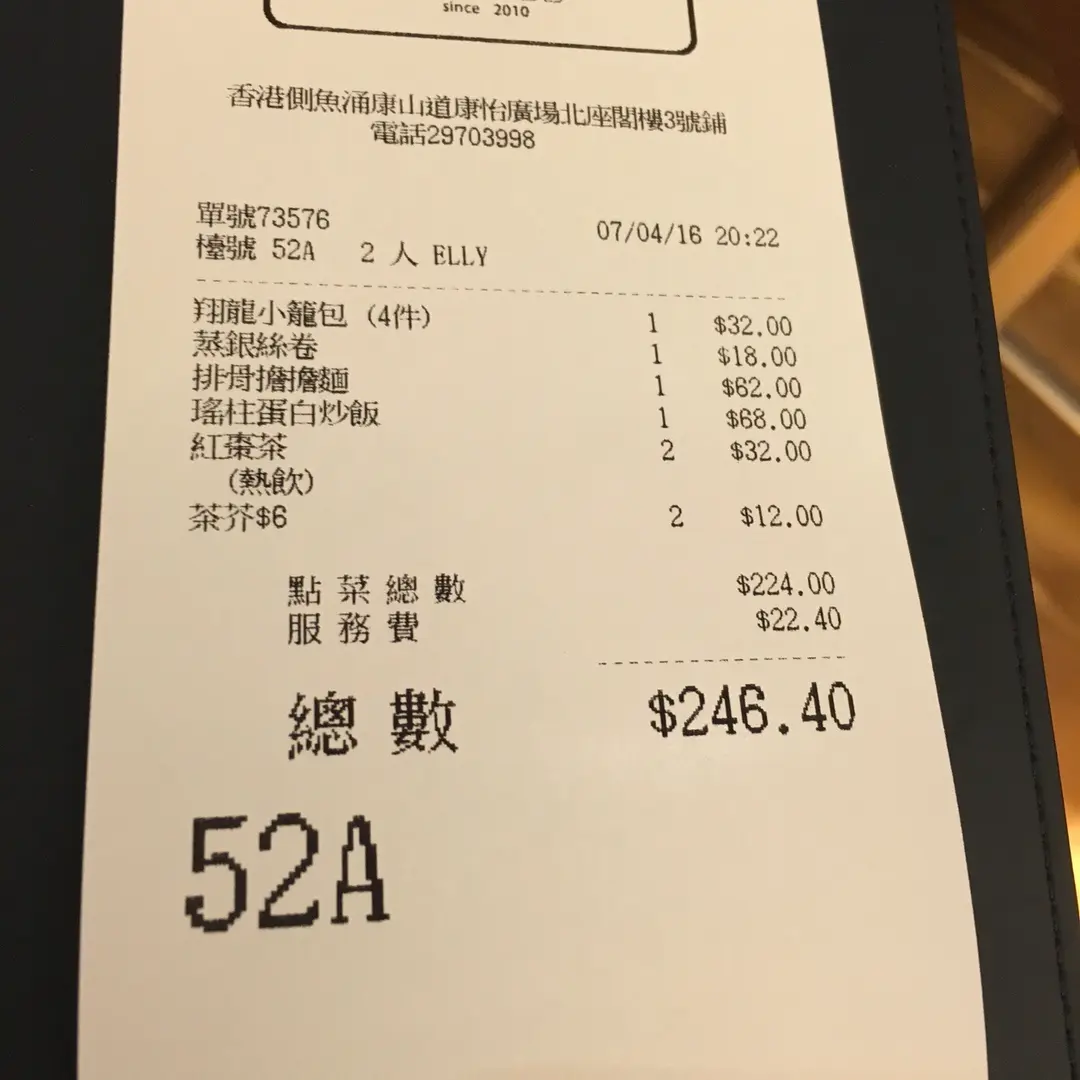 since 2010
香港側魚涌康山道康怡廣場北座閣樓3號鋪
電話29703998
單號73576 07/04/16 20:22
檯號 52A 2 人 ELLY
翔龍小籠包 (4件) 1 $32.00
蒸銀絲卷 1 $18.00
排骨擔擔麵 1 $62.00
瑤柱蛋白炒飯 1 $68.00
紅棗茶 2 $32.00
(熱飲)
茶芥$6 2 $12.00
點菜總數 $224.00
服務費 $22.40
總數 $246.40
52A